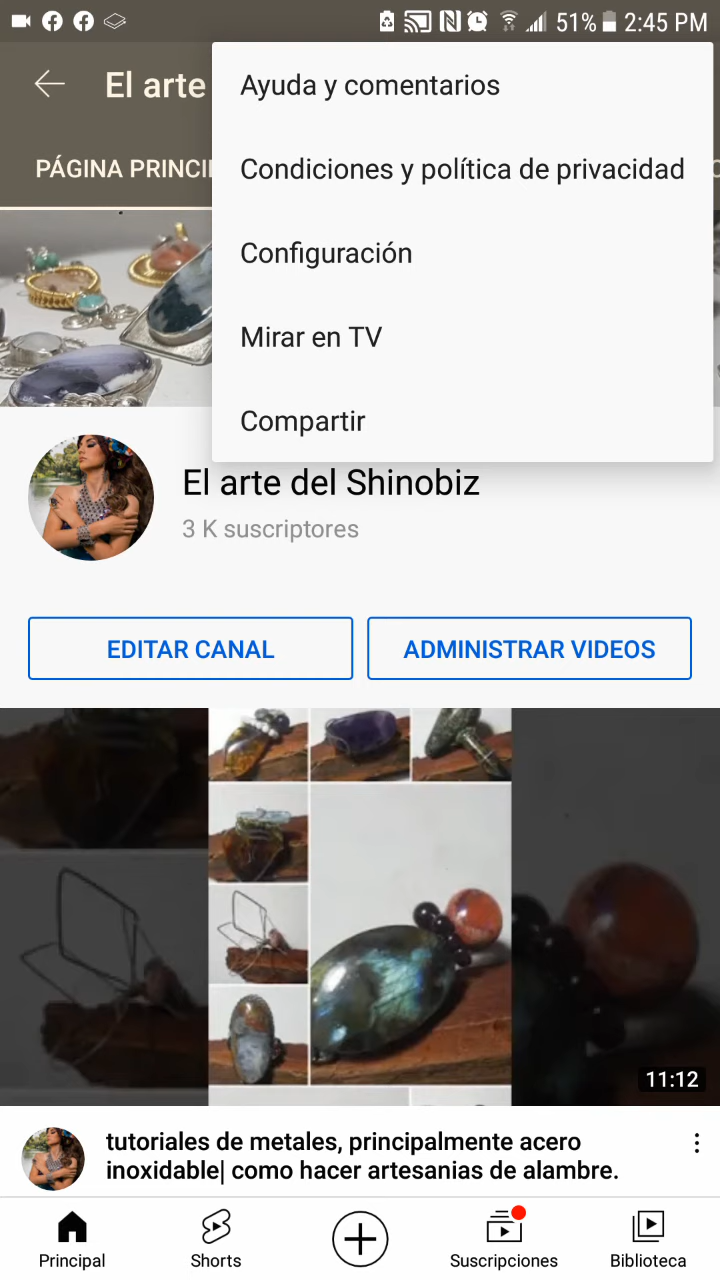 51% 2:45 PM
El arte
Ayuda y comentarios
PÁGINA PRINCI
Condiciones y política de privacidad
Configuración
Mirar en TV
Compartir
El arte del Shinobiz
3 K suscriptores
EDITAR CANAL
ADMINISTRAR VIDEOS
11:12
tutoriales de metales, principalmente acero
inoxidable| como hacer artesanias de alambre.
Principal
Shorts
Suscripciones
Biblioteca